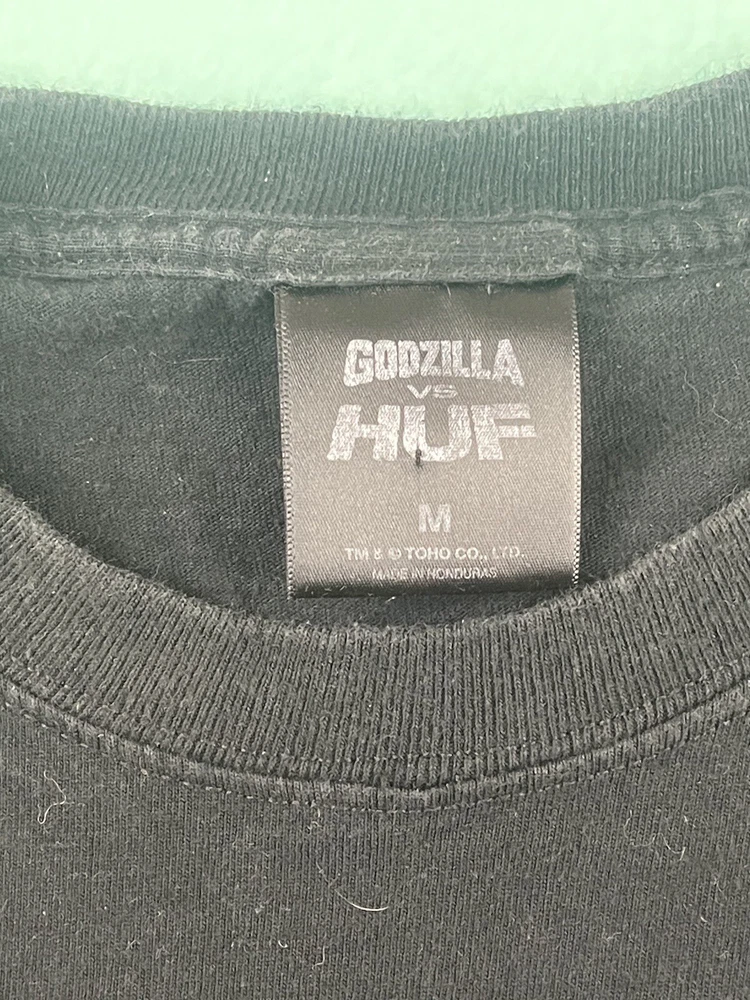 GODZILLA
VS
HUF
M
TM & © TOHO CO., LTD.
MADE IN HONDURAS